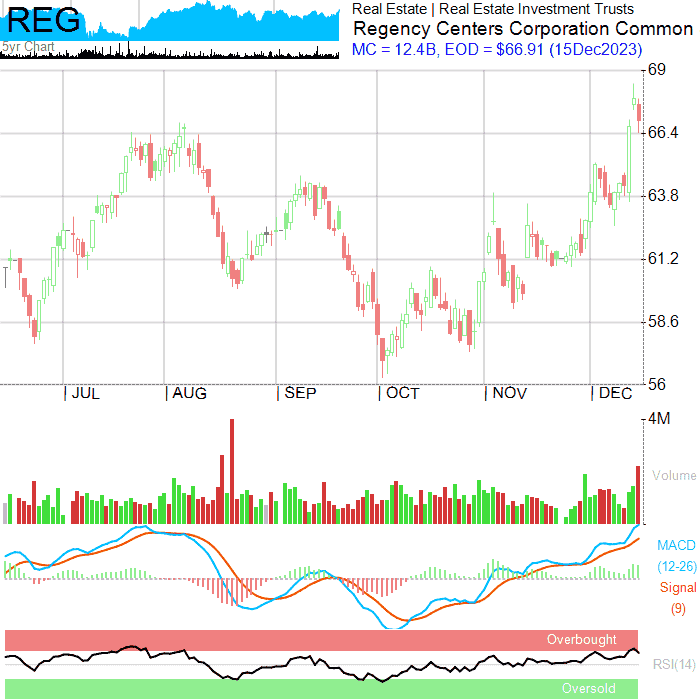 REG
5yr Chart
Real Estate | Real Estate Investment Trusts
Regency Centers Corporation Common
MC = 12.4B, EOD = $66.91 (15Dec2023)
69
66.4
63.8
61.2
58.6
56
JUL
AUG
SEP
OCT
NOV
DEC
4M
Volume
MACD
(12-26)
Signal
(9)
Overbought
RSI(14)
Oversold